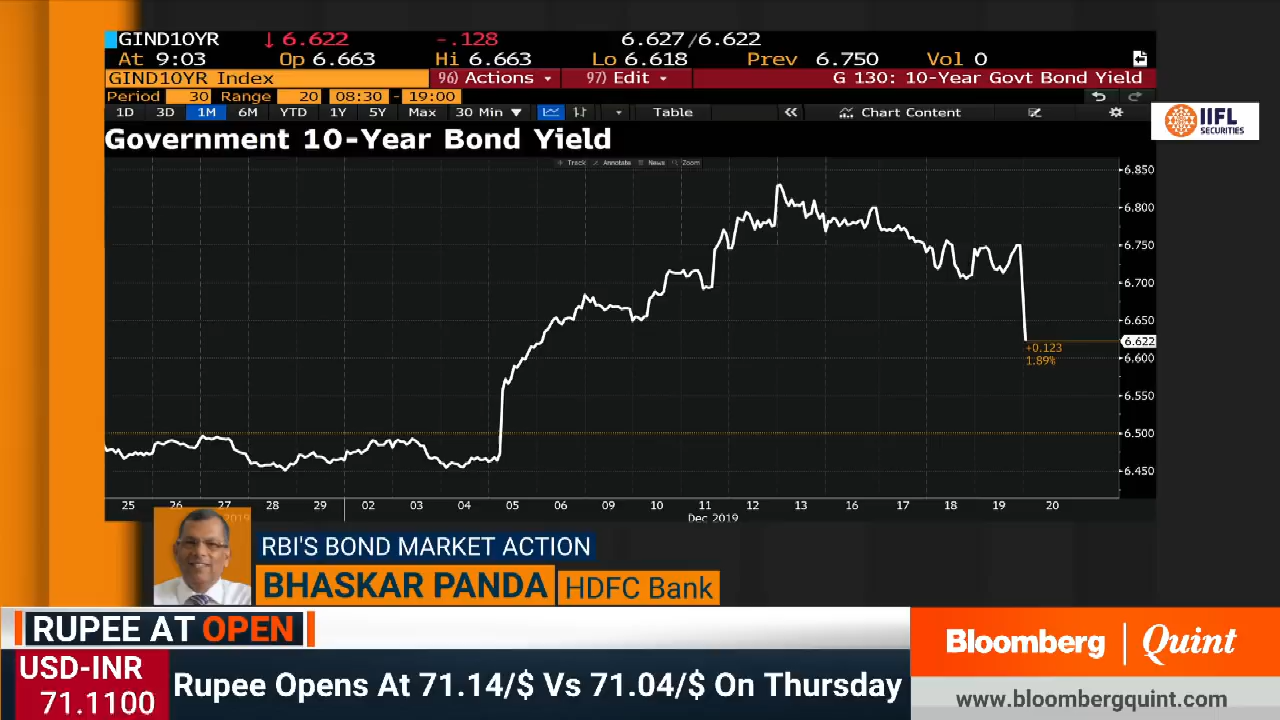 GIND10YR ↓ 6.622 -.128 6.627/6.622
At 9:03 Op 6.663 Hi 6.663 Lo 6.618 Prev 6.750 Vol 0
GIND10YR Index 96) Actions 97) Edit G 130: 10-Year Govt Bond Yield
Period 30 Range 20 08:30 - 19:00
1D 3D 1M 6M YTD 1Y 5Y Max 30 Min ▼ Table « Chart Content
Government 10-Year Bond Yield
IIFL
SECURITIES
+ Track Annotate News Zoom
6.850
6.800
6.750
6.700
6.650
6.622
+0.123
6.600
1.89%
6.550
6.500
6.450
25 26 27 28 29 02 03 04 05 06 09 10 11 12 13 16 17 18 19 20
2019 Dec 2019
RBI'S BOND MARKET ACTION
BHASKAR PANDA HDFC Bank
RUPEE AT OPEN
Bloomberg | Quint
USD-INR
71.1100
Rupee Opens At 71.14/$ Vs 71.04/$ On Thursday
www.bloombergquint.com